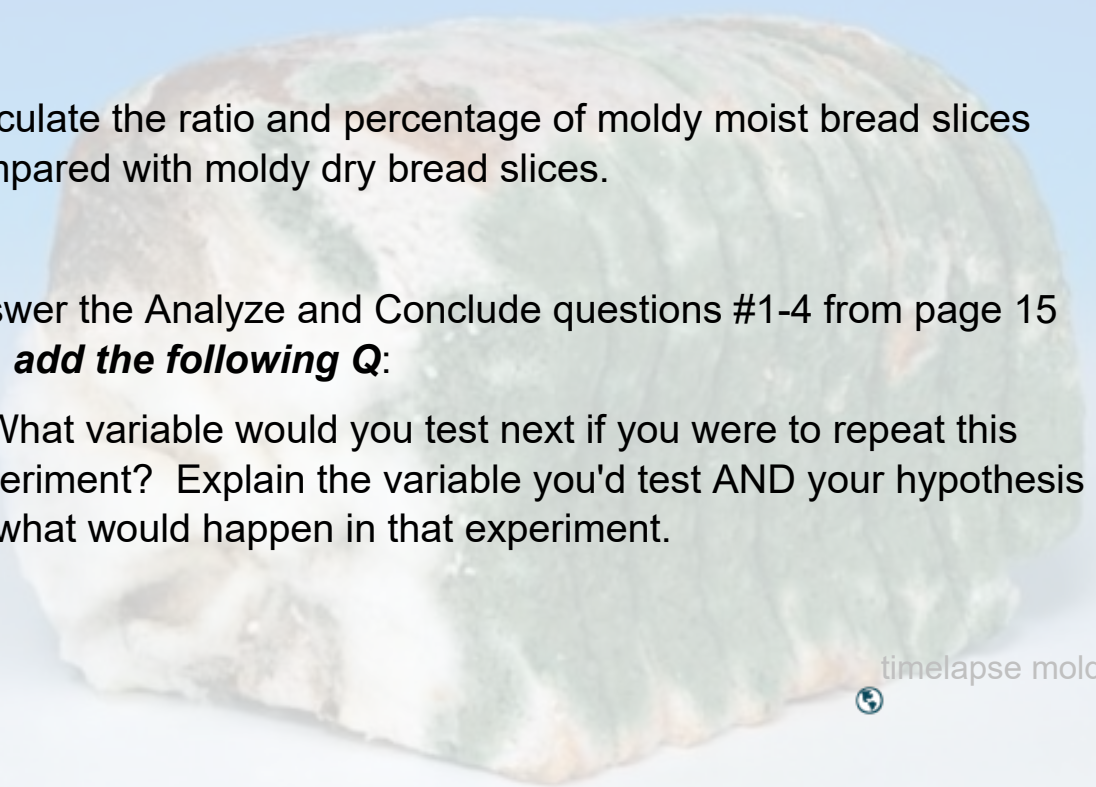 culate the ratio and percentage of moldy moist bread slices
mpared with moldy dry bread slices.
swer the Analyze and Conclude questions #1-4 from page 15
add the following Q:
What variable would you test next if you were to repeat this
eriment? Explain the variable you'd test AND your hypothesis
what would happen in that experiment.
timelapse mold